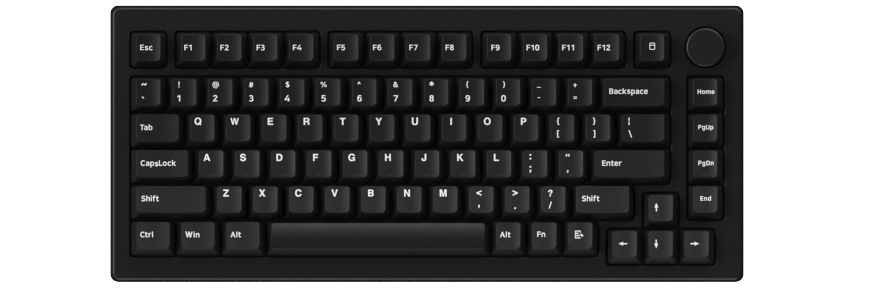 Esc F1 F2 F3 F4 F5 F6 F7 F8 F9 F10 F11 F12
~ ! @ # $ % ^ & * ( ) _ +
` 1 2 3 4 5 6 7 8 9 0 - = Backspace Home
Tab Q W E R T Y U I O P { } ¦ PgUp
[ ] \
CapsLock A S D F G H J K L : " Enter PgDn
; ,
Shift Z X C V B N M < > ? Shift End
, . / ↑
Ctrl Win Alt Alt Fn ← ↓ →